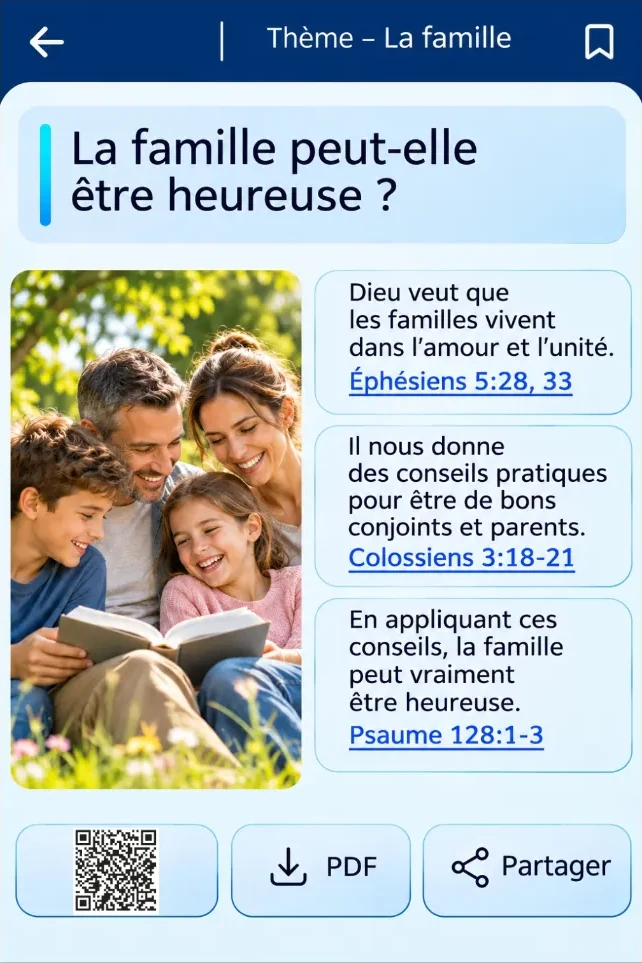 Thème – La famille
La famille peut-elle
être heureuse ?
Dieu veut que
les familles vivent
dans l’amour et l’unité.
Éphésiens 5:28, 33
Il nous donne
des conseils pratiques
pour être de bons
conjoints et parents.
Colossiens 3:18-21
En appliquant ces
conseils, la famille
peut vraiment
être heureuse.
Psaume 128:1-3
PDF
Partager